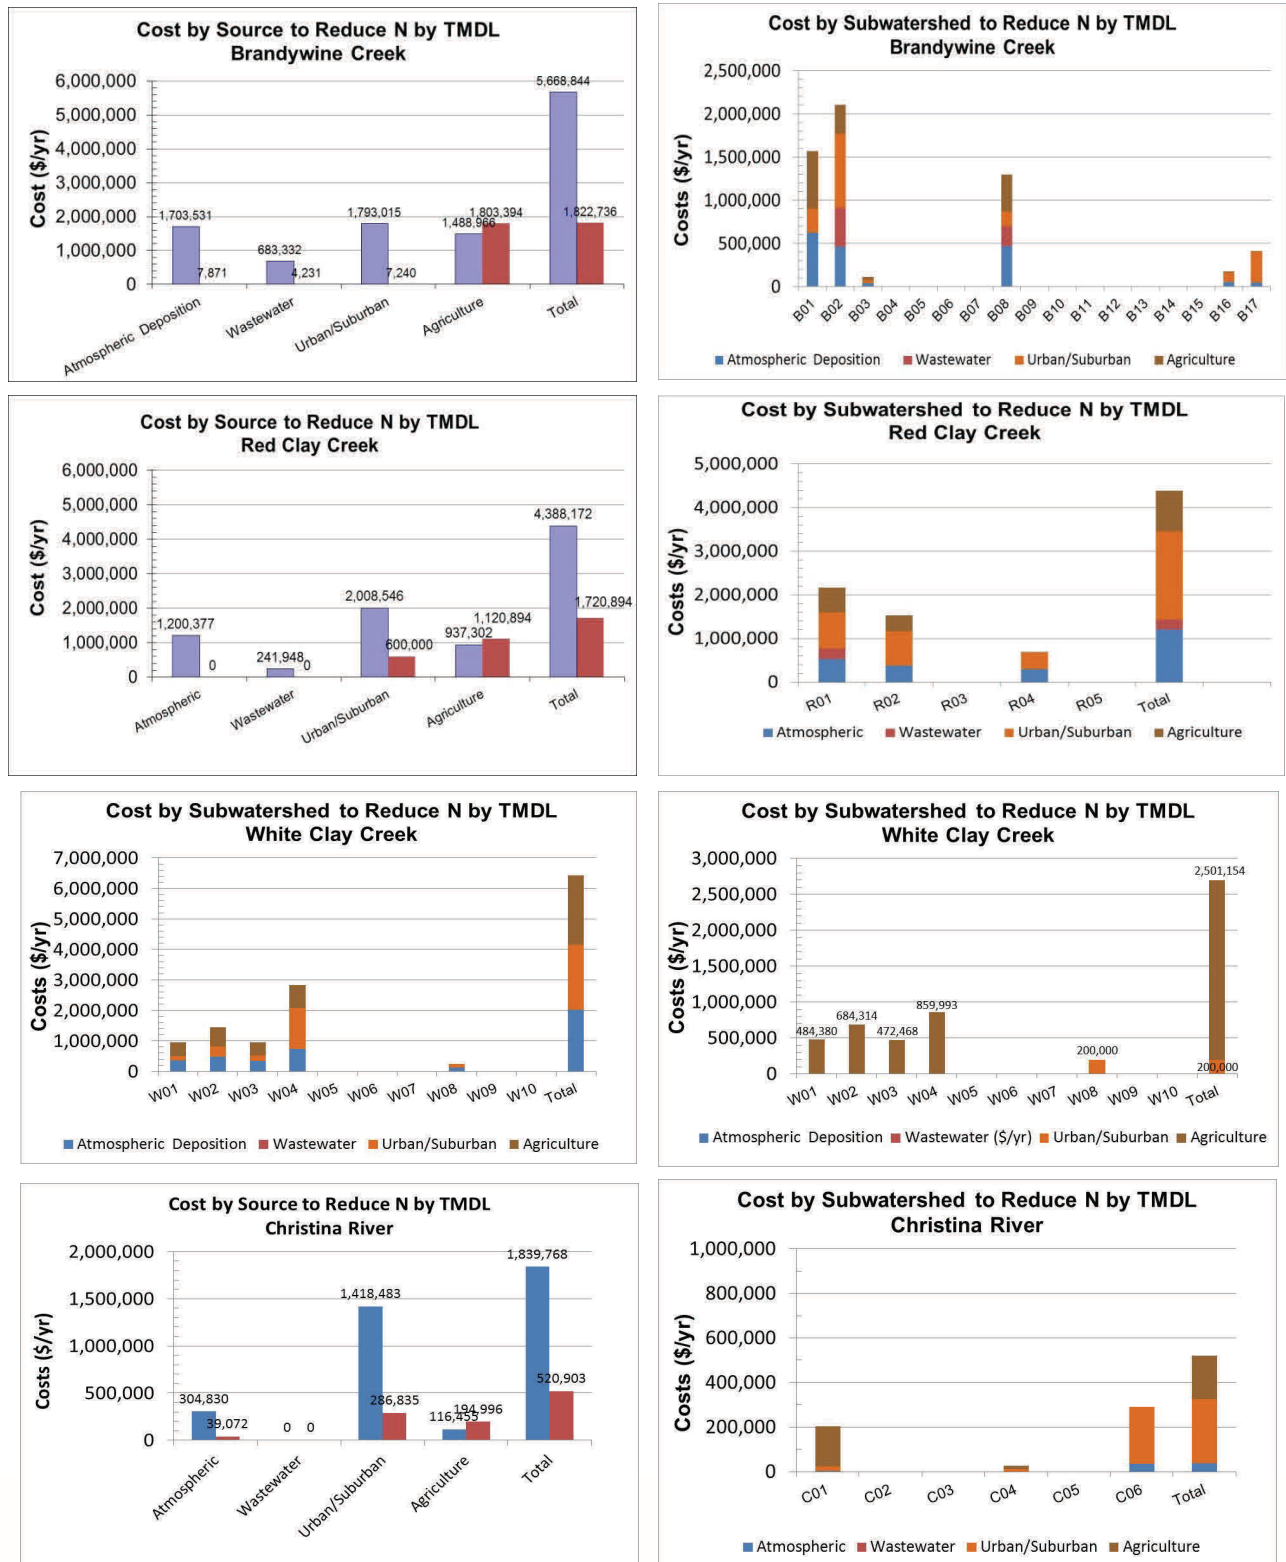 Cost by Source to Reduce N by TMDL
Brandywine Creek
Cost ($/yr)
6,000,000
5,000,000
4,000,000
3,000,000
2,000,000
1,000,000
0
1,703,531
7,871
683,332
4,231
1,793,015
7,240
1,488,966
1,803,394
5,668,844
1,822,736
Atmospheric Deposition
Wastewater
Urban/Suburban
Agriculture
Total
Cost by Subwatershed to Reduce N by TMDL
Brandywine Creek
Costs ($/yr)
2,500,000
2,000,000
1,500,000
1,000,000
500,000
0
B01 B02 B03 B04 B05 B06 B07 B08 B09 B10 B11 B12 B13 B14 B15 B16 B17
Atmospheric Deposition Wastewater Urban/Suburban Agriculture
Cost by Source to Reduce N by TMDL
Red Clay Creek
Cost ($/yr)
6,000,000
5,000,000
4,000,000
3,000,000
2,000,000
1,000,000
0
1,200,377
0
241,948
0
2,008,546
600,000
937,302
1,120,894
4,388,172
1,720,894
Atmospheric
Wastewater
Urban/Suburban
Agriculture
Total
Cost by Subwatershed to Reduce N by TMDL
Red Clay Creek
Costs ($/yr)
5,000,000
4,000,000
3,000,000
2,000,000
1,000,000
0
R01 R02 R03 R04 R05 Total
Atmospheric Wastewater Urban/Suburban Agriculture
Cost by Subwatershed to Reduce N by TMDL
White Clay Creek
Costs ($/yr)
7,000,000
6,000,000
5,000,000
4,000,000
3,000,000
2,000,000
1,000,000
0
W01 W02 W03 W04 W05 W06 W07 W08 W09 W10 Total
Atmospheric Deposition Wastewater Urban/Suburban Agriculture
Cost by Subwatershed to Reduce N by TMDL
White Clay Creek
Costs ($/yr)
3,000,000
2,500,000
2,000,000
1,500,000
1,000,000
500,000
0
484,380
684,314
472,468
859,993
200,000
2,501,154
200,000
W01 W02 W03 W04 W05 W06 W07 W08 W09 W10 Total
Atmospheric Deposition Wastewater ($/yr) Urban/Suburban Agriculture
Cost by Source to Reduce N by TMDL
Christina River
Costs ($/yr)
2,000,000
1,500,000
1,000,000
500,000
0
304,830
39,072
0 0
1,418,483
286,835
116,455
194,996
1,839,768
520,903
Atmospheric
Wastewater
Urban/Suburban
Agriculture
Total
Cost by Subwatershed to Reduce N by TMDL
Christina River
Costs ($/yr)
1,000,000
800,000
600,000
400,000
200,000
0
C01 C02 C03 C04 C05 C06 Total
Atmospheric Wastewater Urban/Suburban Agriculture